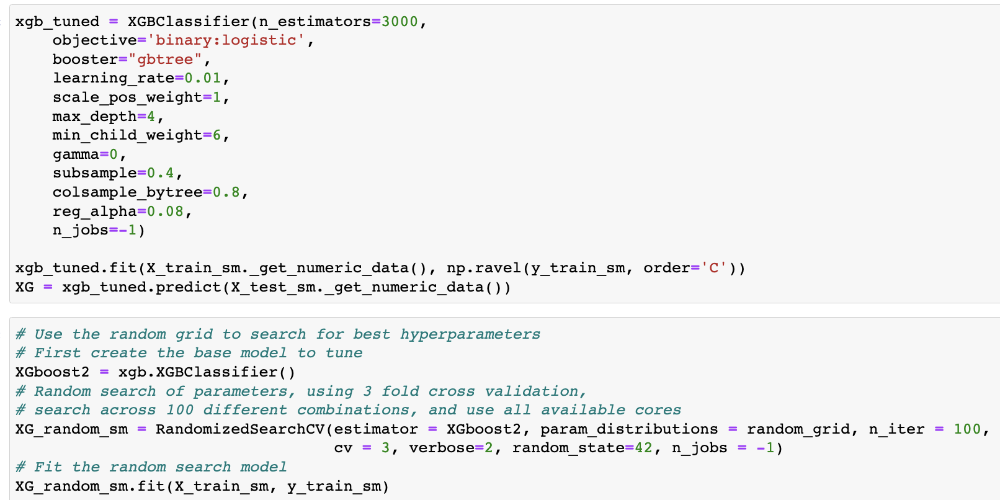 xgb_tuned = XGBClassifier(n_estimators=3000,
    objective='binary:logistic',
    booster="gbtree",
    learning_rate=0.01,
    scale_pos_weight=1,
    max_depth=4,
    min_child_weight=6,
    gamma=0,
    subsample=0.4,
    colsample_bytree=0.8,
    reg_alpha=0.08,
    n_jobs=-1)

xgb_tuned.fit(X_train_sm._get_numeric_data(), np.ravel(y_train_sm, order='C'))
XG = xgb_tuned.predict(X_test_sm._get_numeric_data())

# Use the random grid to search for best hyperparameters
# First create the base model to tune
XGboost2 = xgb.XGBClassifier()
# Random search of parameters, using 3 fold cross validation,
# search across 100 different combinations, and use all available cores
XG_random_sm = RandomizedSearchCV(estimator = XGboost2, param_distributions = random_grid, n_iter = 100,
                                  cv = 3, verbose=2, random_state=42, n_jobs = -1)
# Fit the random search model
XG_random_sm.fit(X_train_sm, y_train_sm)